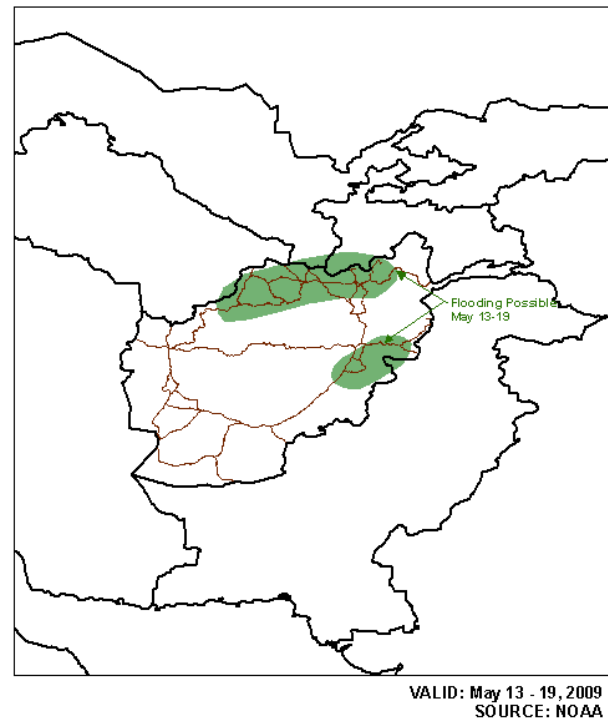 Flooding Possible
May 13-19
VALID: May 13 - 19, 2009
SOURCE: NOAA